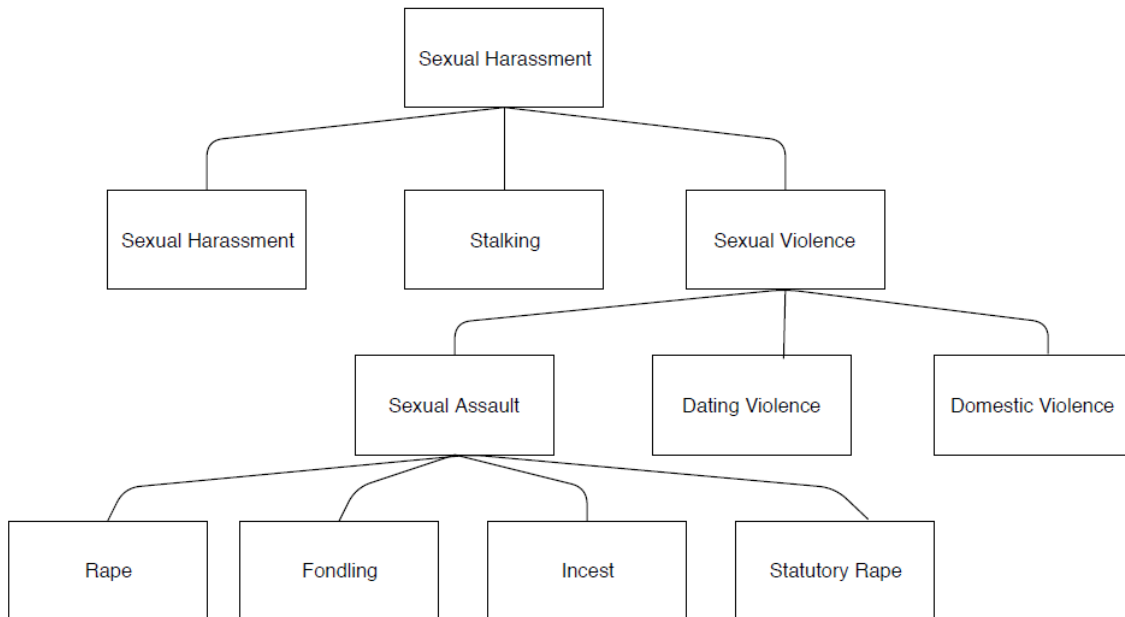 Sexual Harassment
Sexual Harassment
Stalking
Sexual Violence
Sexual Assault
Dating Violence
Domestic Violence
Rape
Fondling
Incest
Statutory Rape